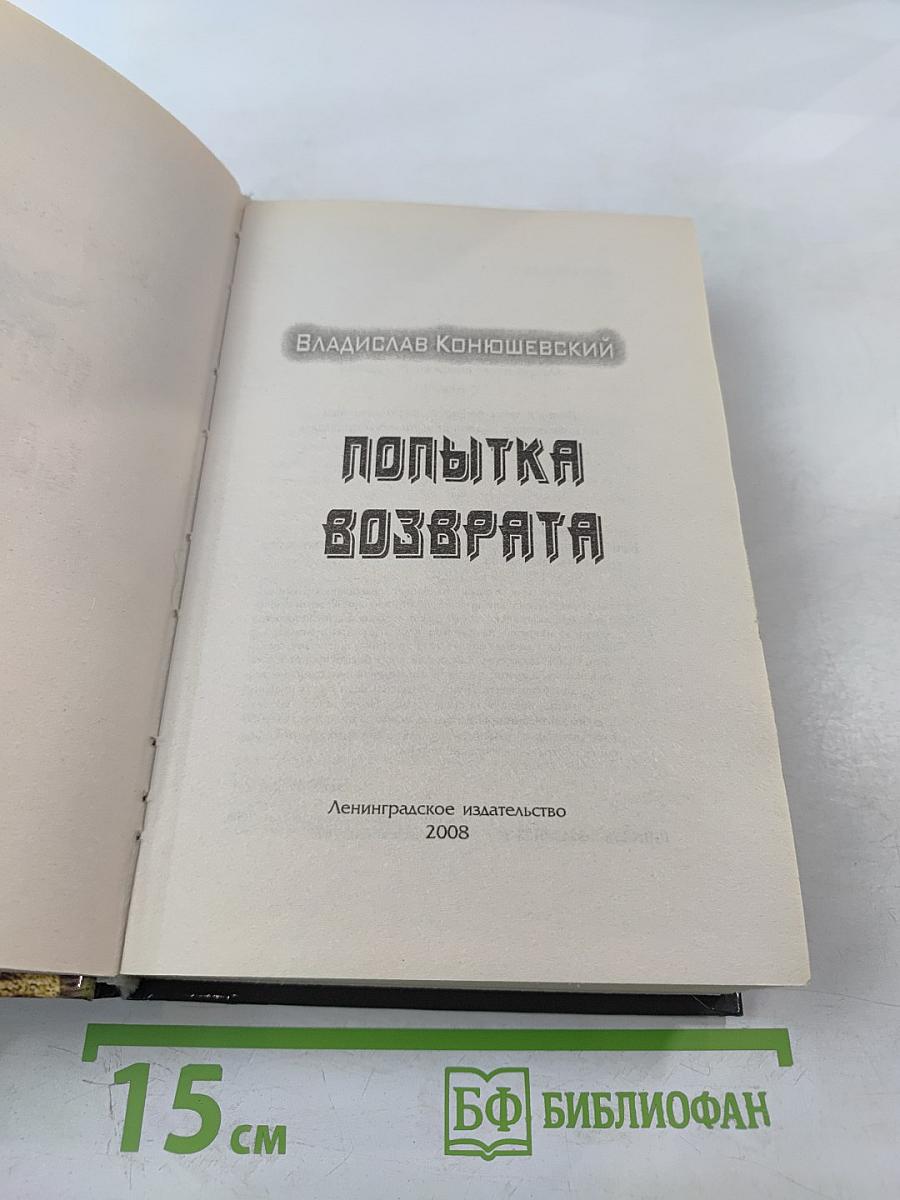 Владислав Конюшевский
ПОПЫТКА
ВОЗВРАТА
Ленинградское издательство
2008
15 см
БФ БИБЛИОФАН